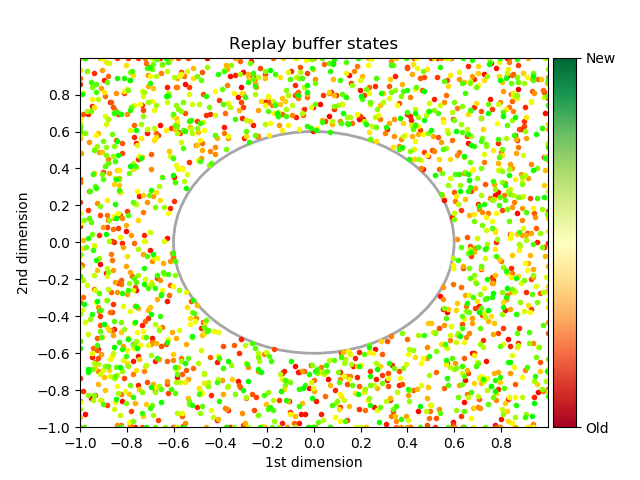 Replay buffer states
New
Old
2nd dimension
0.8
0.6
0.4
0.2
0.0
−0.2
−0.4
−0.6
−0.8
−1.0
−1.0 −0.8 −0.6 −0.4 −0.2 0.0 0.2 0.4 0.6 0.8
1st dimension